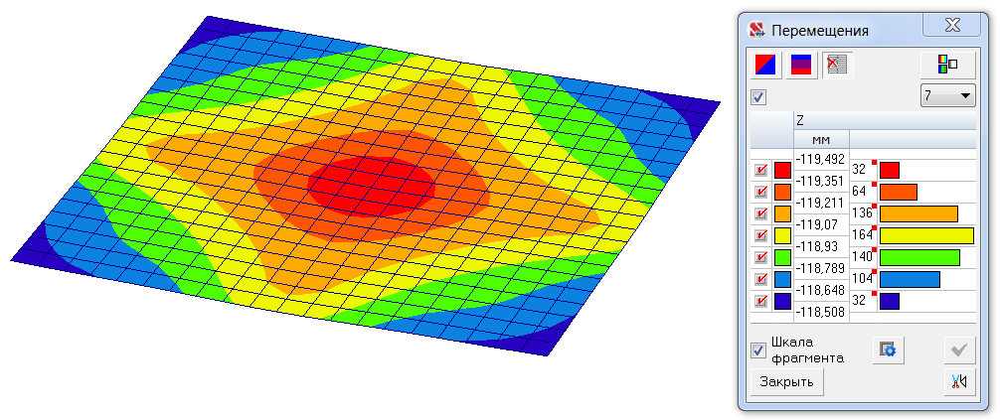 Перемещения
7
Z
мм
-119,492
32
-119,351
64
-119,211
136
-119,07
164
-118,93
140
-118,789
104
-118,648
32
-118,508
Шкала
фрагмента
Закрыть